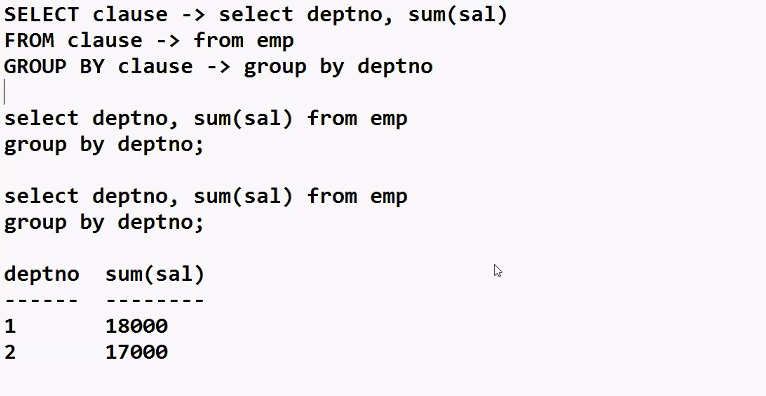 SELECT clause -> select deptno, sum(sal)
FROM clause -> from emp
GROUP BY clause -> group by deptno
select deptno, sum(sal) from emp
group by deptno;
select deptno, sum(sal) from emp
group by deptno;
deptno  sum(sal)
------  --------
1       18000
2       17000